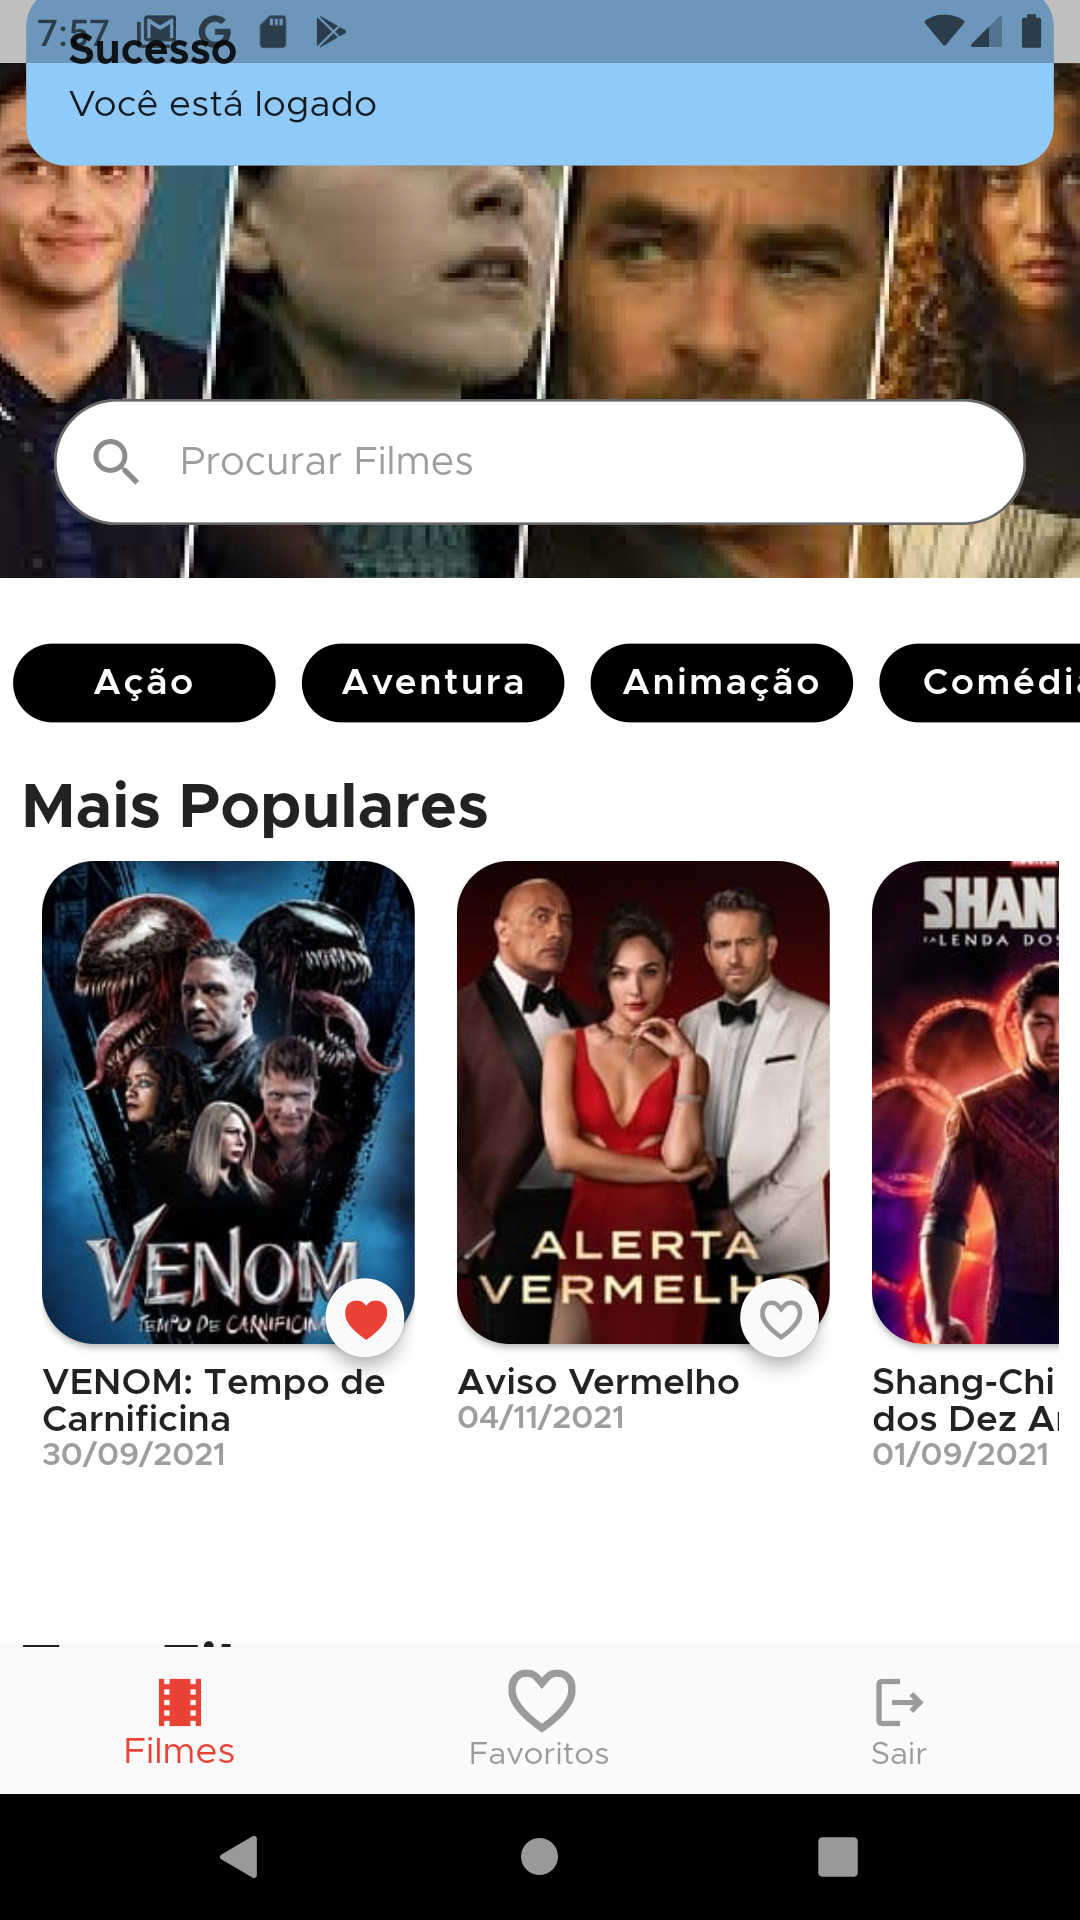 7:57
Sucesso
Você está logado
Procurar Filmes
Ação Aventura Animação Comédia
Mais Populares
VENOM
TEMPO DE CARNIFICINA
ALERTA
VERMELHO
SHAN
A LENDA DOS
VENOM: Tempo de
Carnificina
30/09/2021
Aviso Vermelho
04/11/2021
Shang-Chi
dos Dez A
01/09/2021
Filmes Favoritos Sair